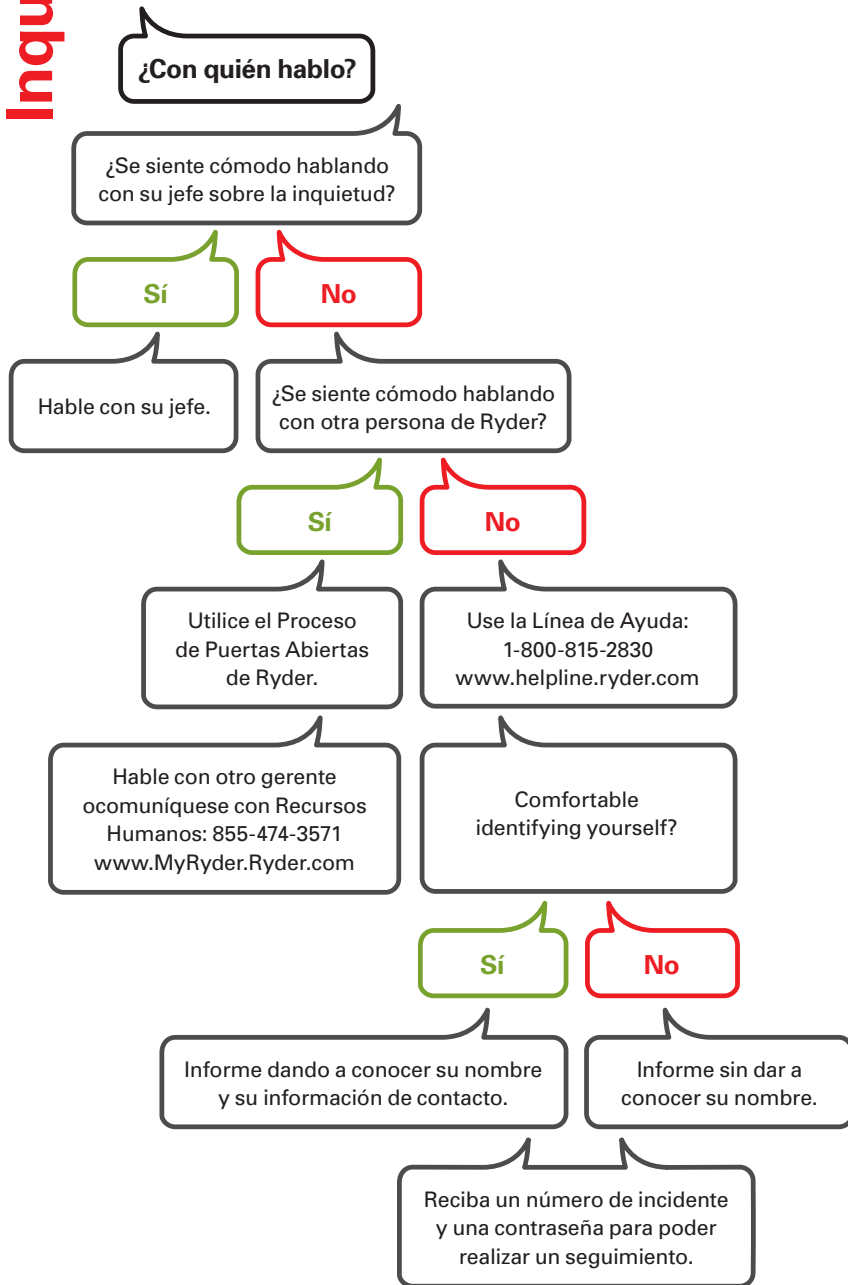 ¿Con quién hablo?
¿Se siente cómodo hablando
con su jefe sobre la inquietud?
Sí
No
Hable con su jefe.
¿Se siente cómodo hablando
con otra persona de Ryder?
Sí
No
Utilice el Proceso
de Puertas Abiertas
de Ryder.
Use la Línea de Ayuda:
1-800-815-2830
www.helpline.ryder.com
Hable con otro gerente
ocomuníquese con Recursos
Humanos: 855-474-3571
www.MyRyder.Ryder.com
Comfortable
identifying yourself?
Sí
No
Informe dando a conocer su nombre
y su información de contacto.
Informe sin dar a
conocer su nombre.
Reciba un número de incidente
y una contraseña para poder
realizar un seguimiento.